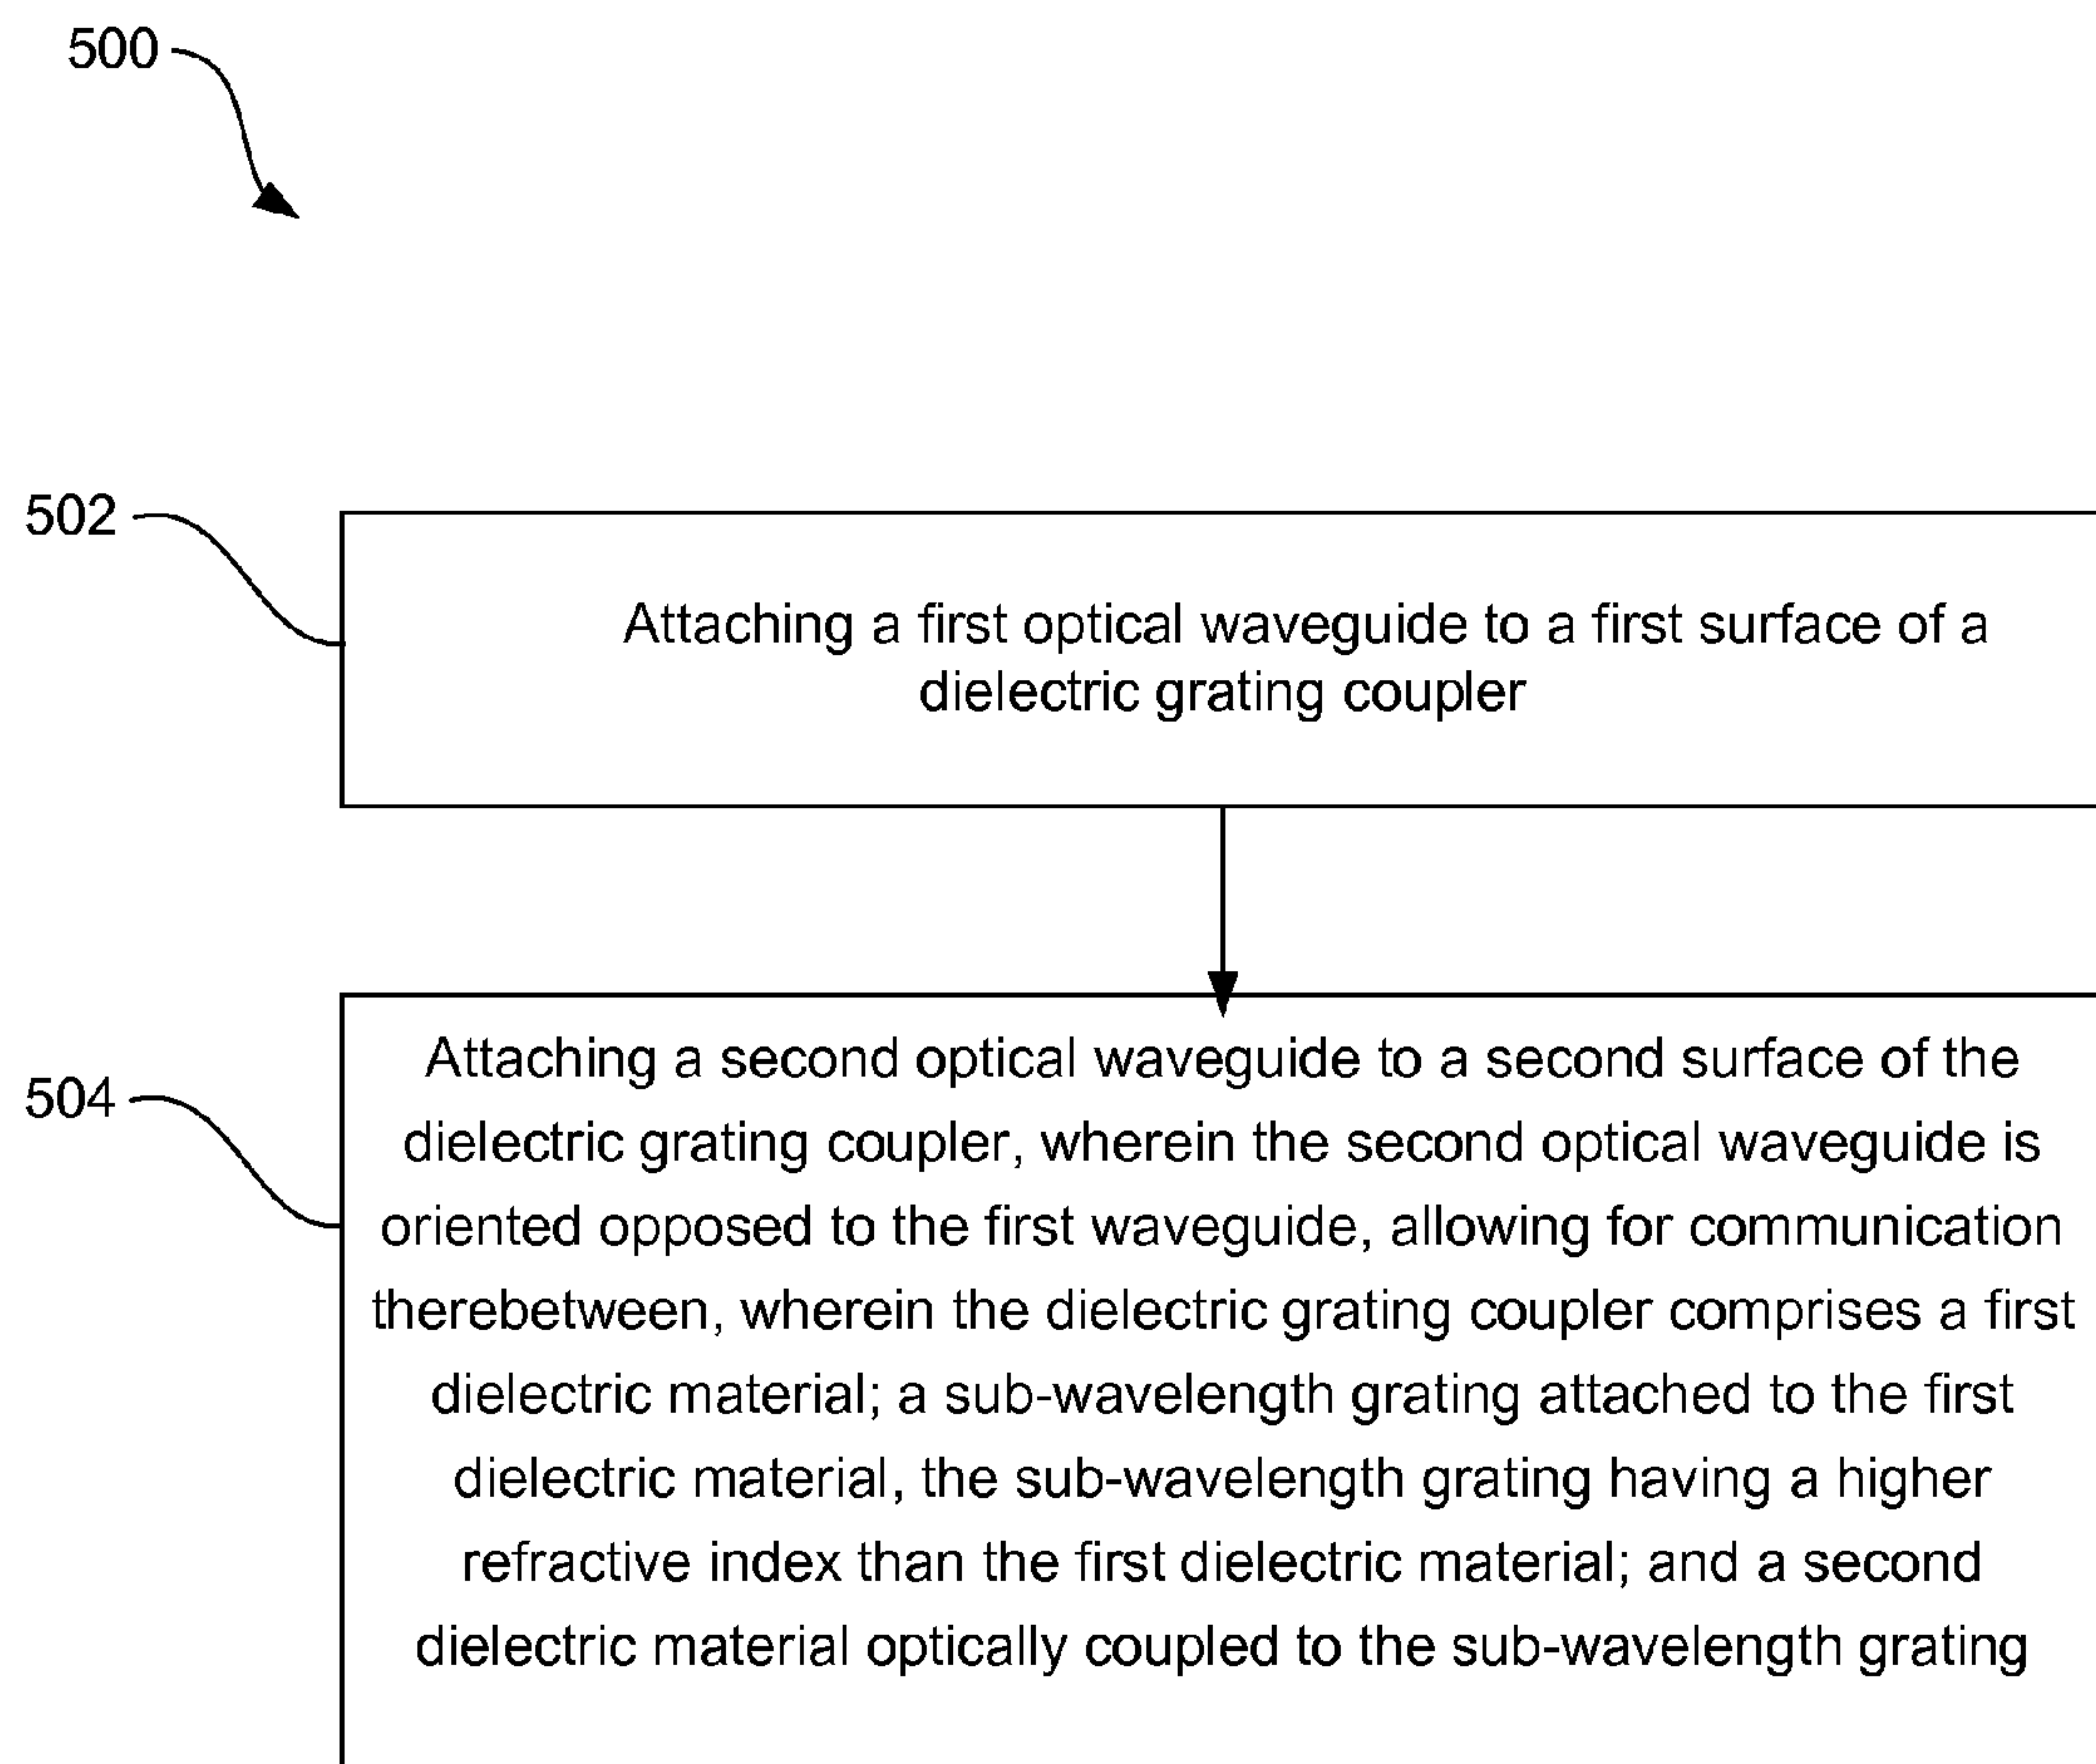 500
502
Attaching a first optical waveguide to a first surface of a
dielectric grating coupler
504
Attaching a second optical waveguide to a second surface of the
dielectric grating coupler, wherein the second optical waveguide is
oriented opposed to the first waveguide, allowing for communication
therebetween, wherein the dielectric grating coupler comprises a first
dielectric material; a sub-wavelength grating attached to the first
dielectric material, the sub-wavelength grating having a higher
refractive index than the first dielectric material; and a second
dielectric material optically coupled to the sub-wavelength grating